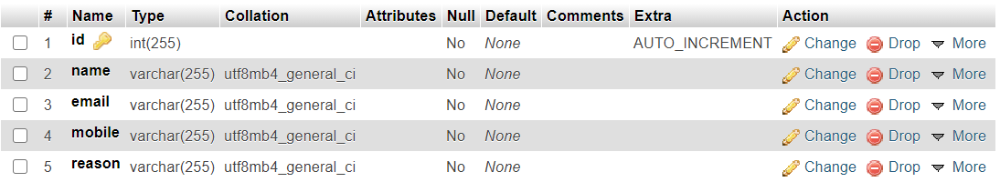 # Name Type Collation Attributes Null Default Comments Extra Action
1 id int(255) No None AUTO_INCREMENT Change Drop More
2 name varchar(255) utf8mb4_general_ci No None Change Drop More
3 email varchar(255) utf8mb4_general_ci No None Change Drop More
4 mobile varchar(255) utf8mb4_general_ci No None Change Drop More
5 reason varchar(255) utf8mb4_general_ci No None Change Drop More